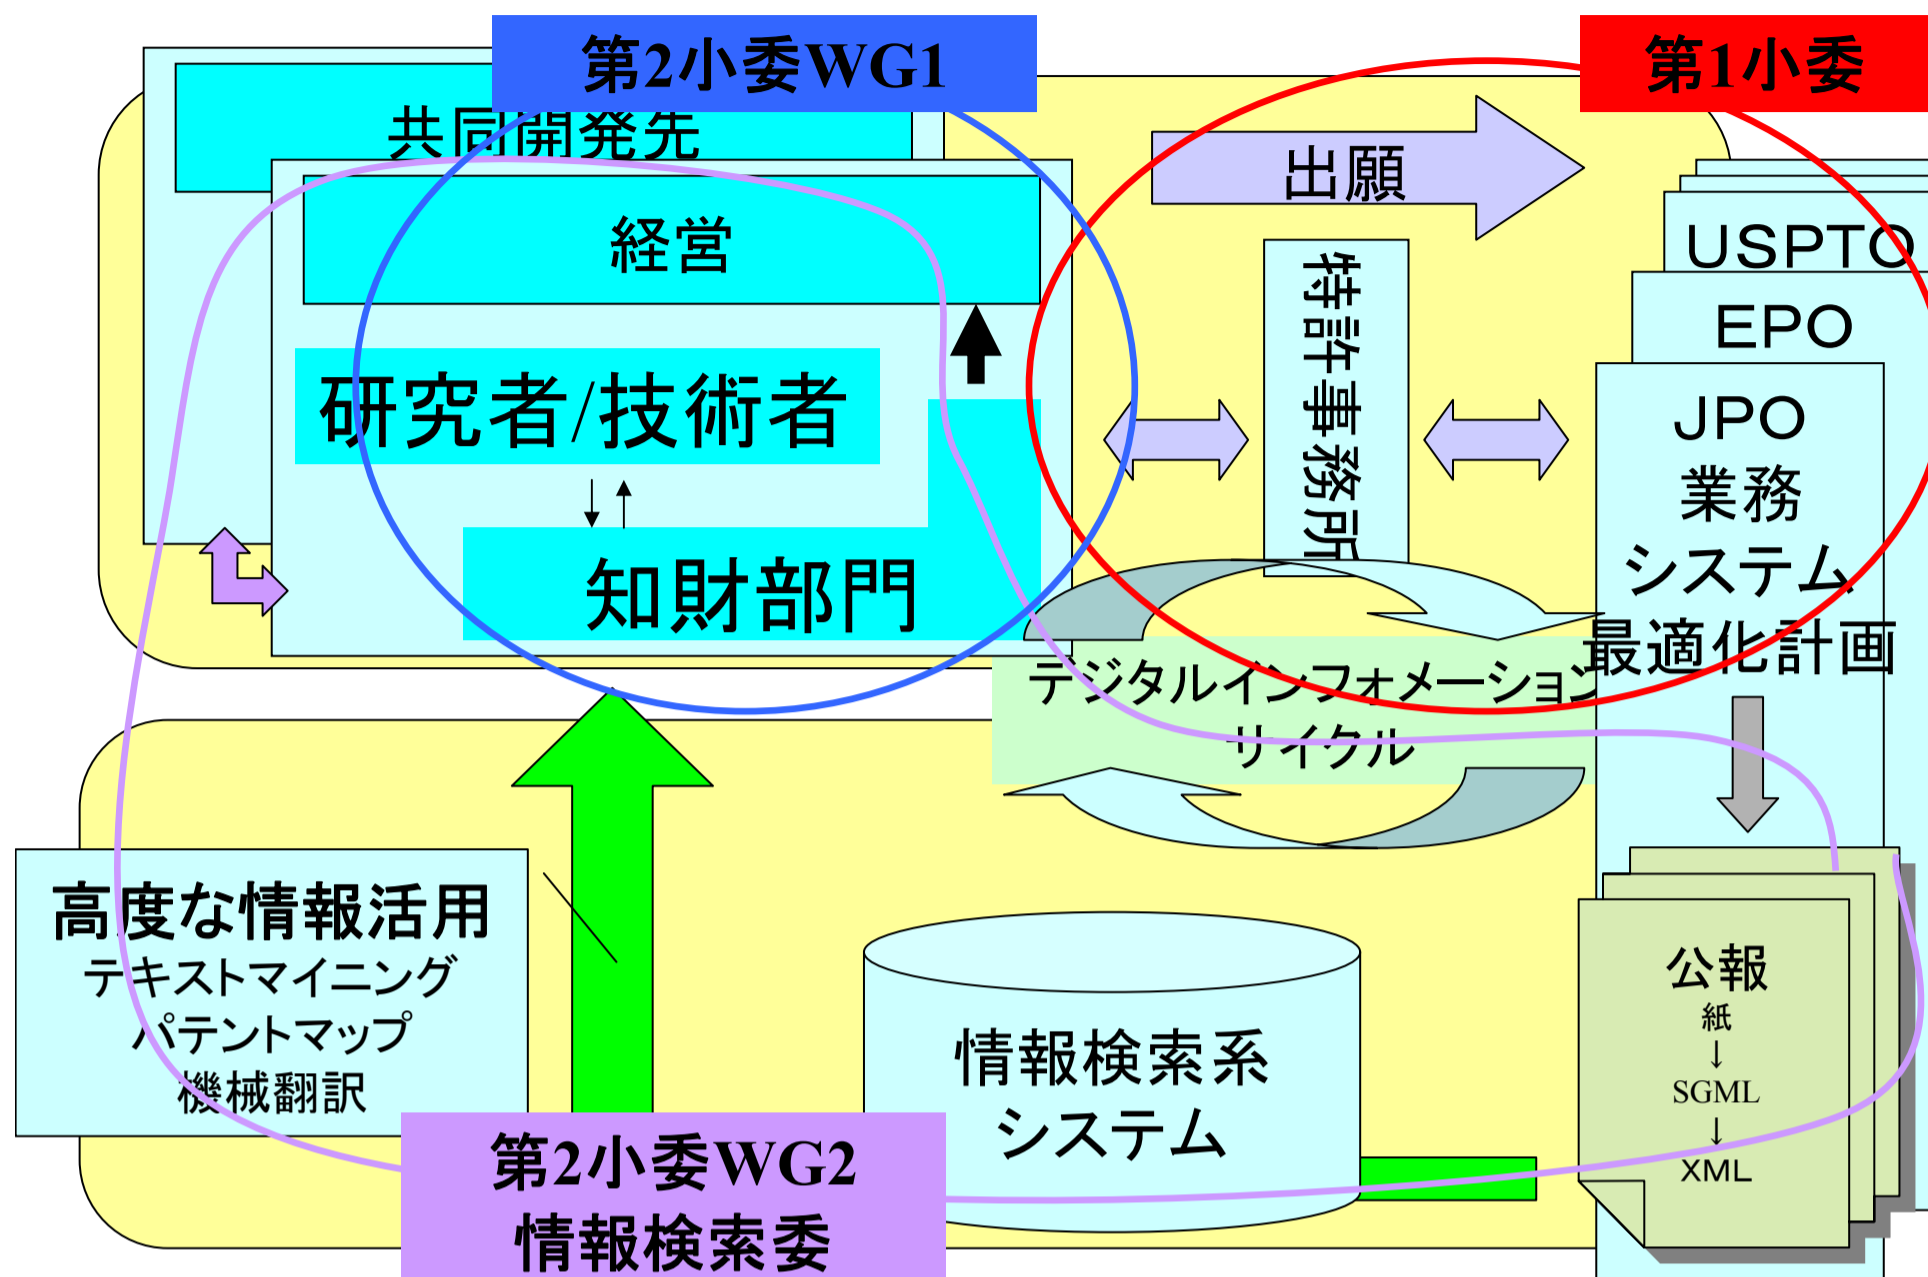 第2小委WG1
第1小委
共同開発先
経営
研究者/技術者
知財部門
出願
特許事務所
USPTO
EPO
JPO
業務
システム
最適化計画
デジタルインフォメーション
リサイクル
高度な情報活用
テキストマイニング
パテントマップ
機械翻訳
情報検索系
システム
公報
紙
↓
SGML
↓
XML
第2小委WG2
情報検索委